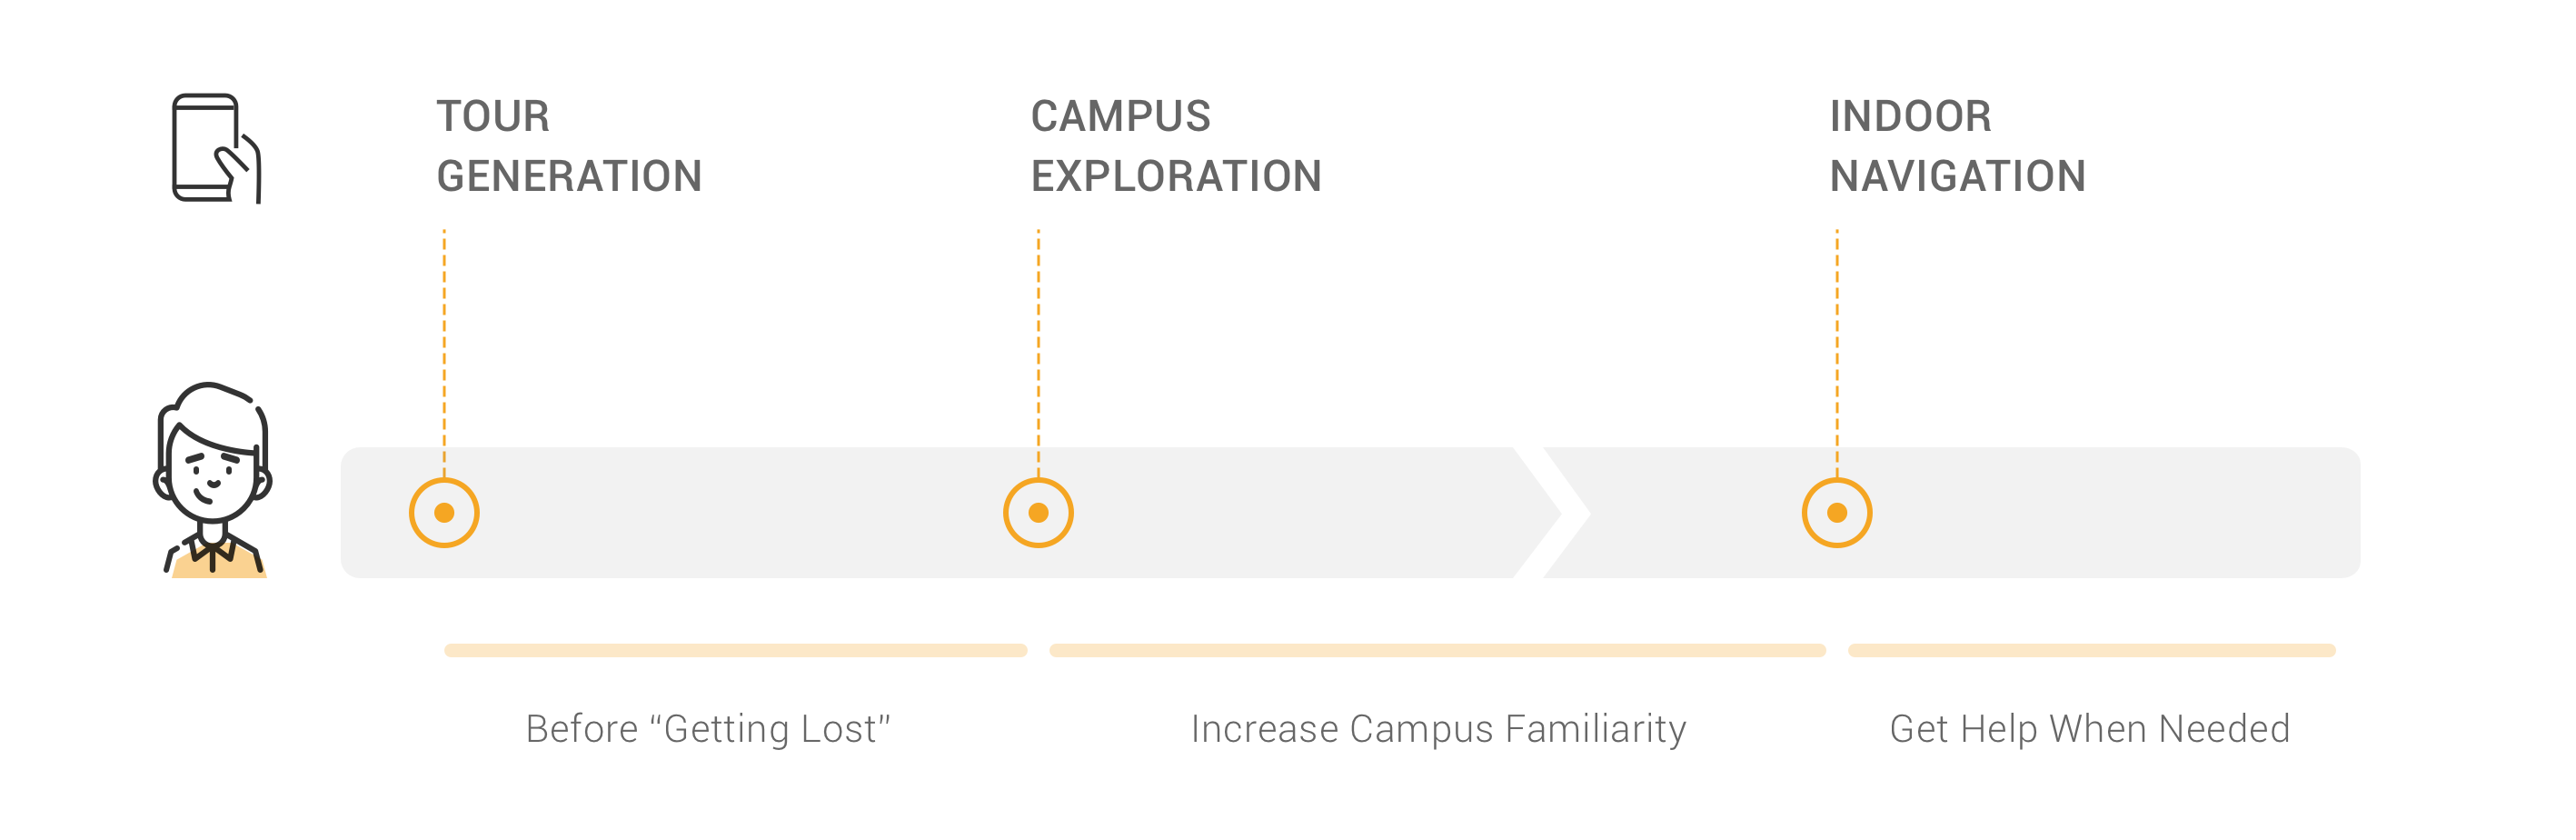 TOUR
GENERATION
CAMPUS
EXPLORATION
INDOOR
NAVIGATION
Before “Getting Lost”
Increase Campus Familiarity
Get Help When Needed